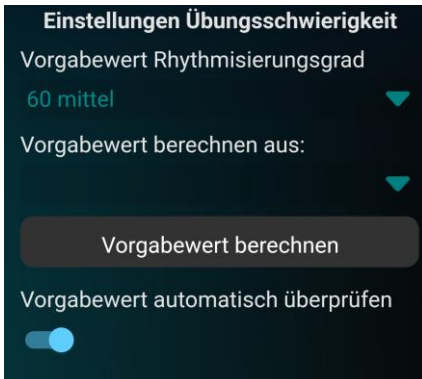 Einstellungen Übungsschwierigkeit
Vorgabewert Rhythmisierungsgrad
60 mittel
Vorgabewert berechnen aus:
Vorgabewert berechnen
Vorgabewert automatisch überprüfen